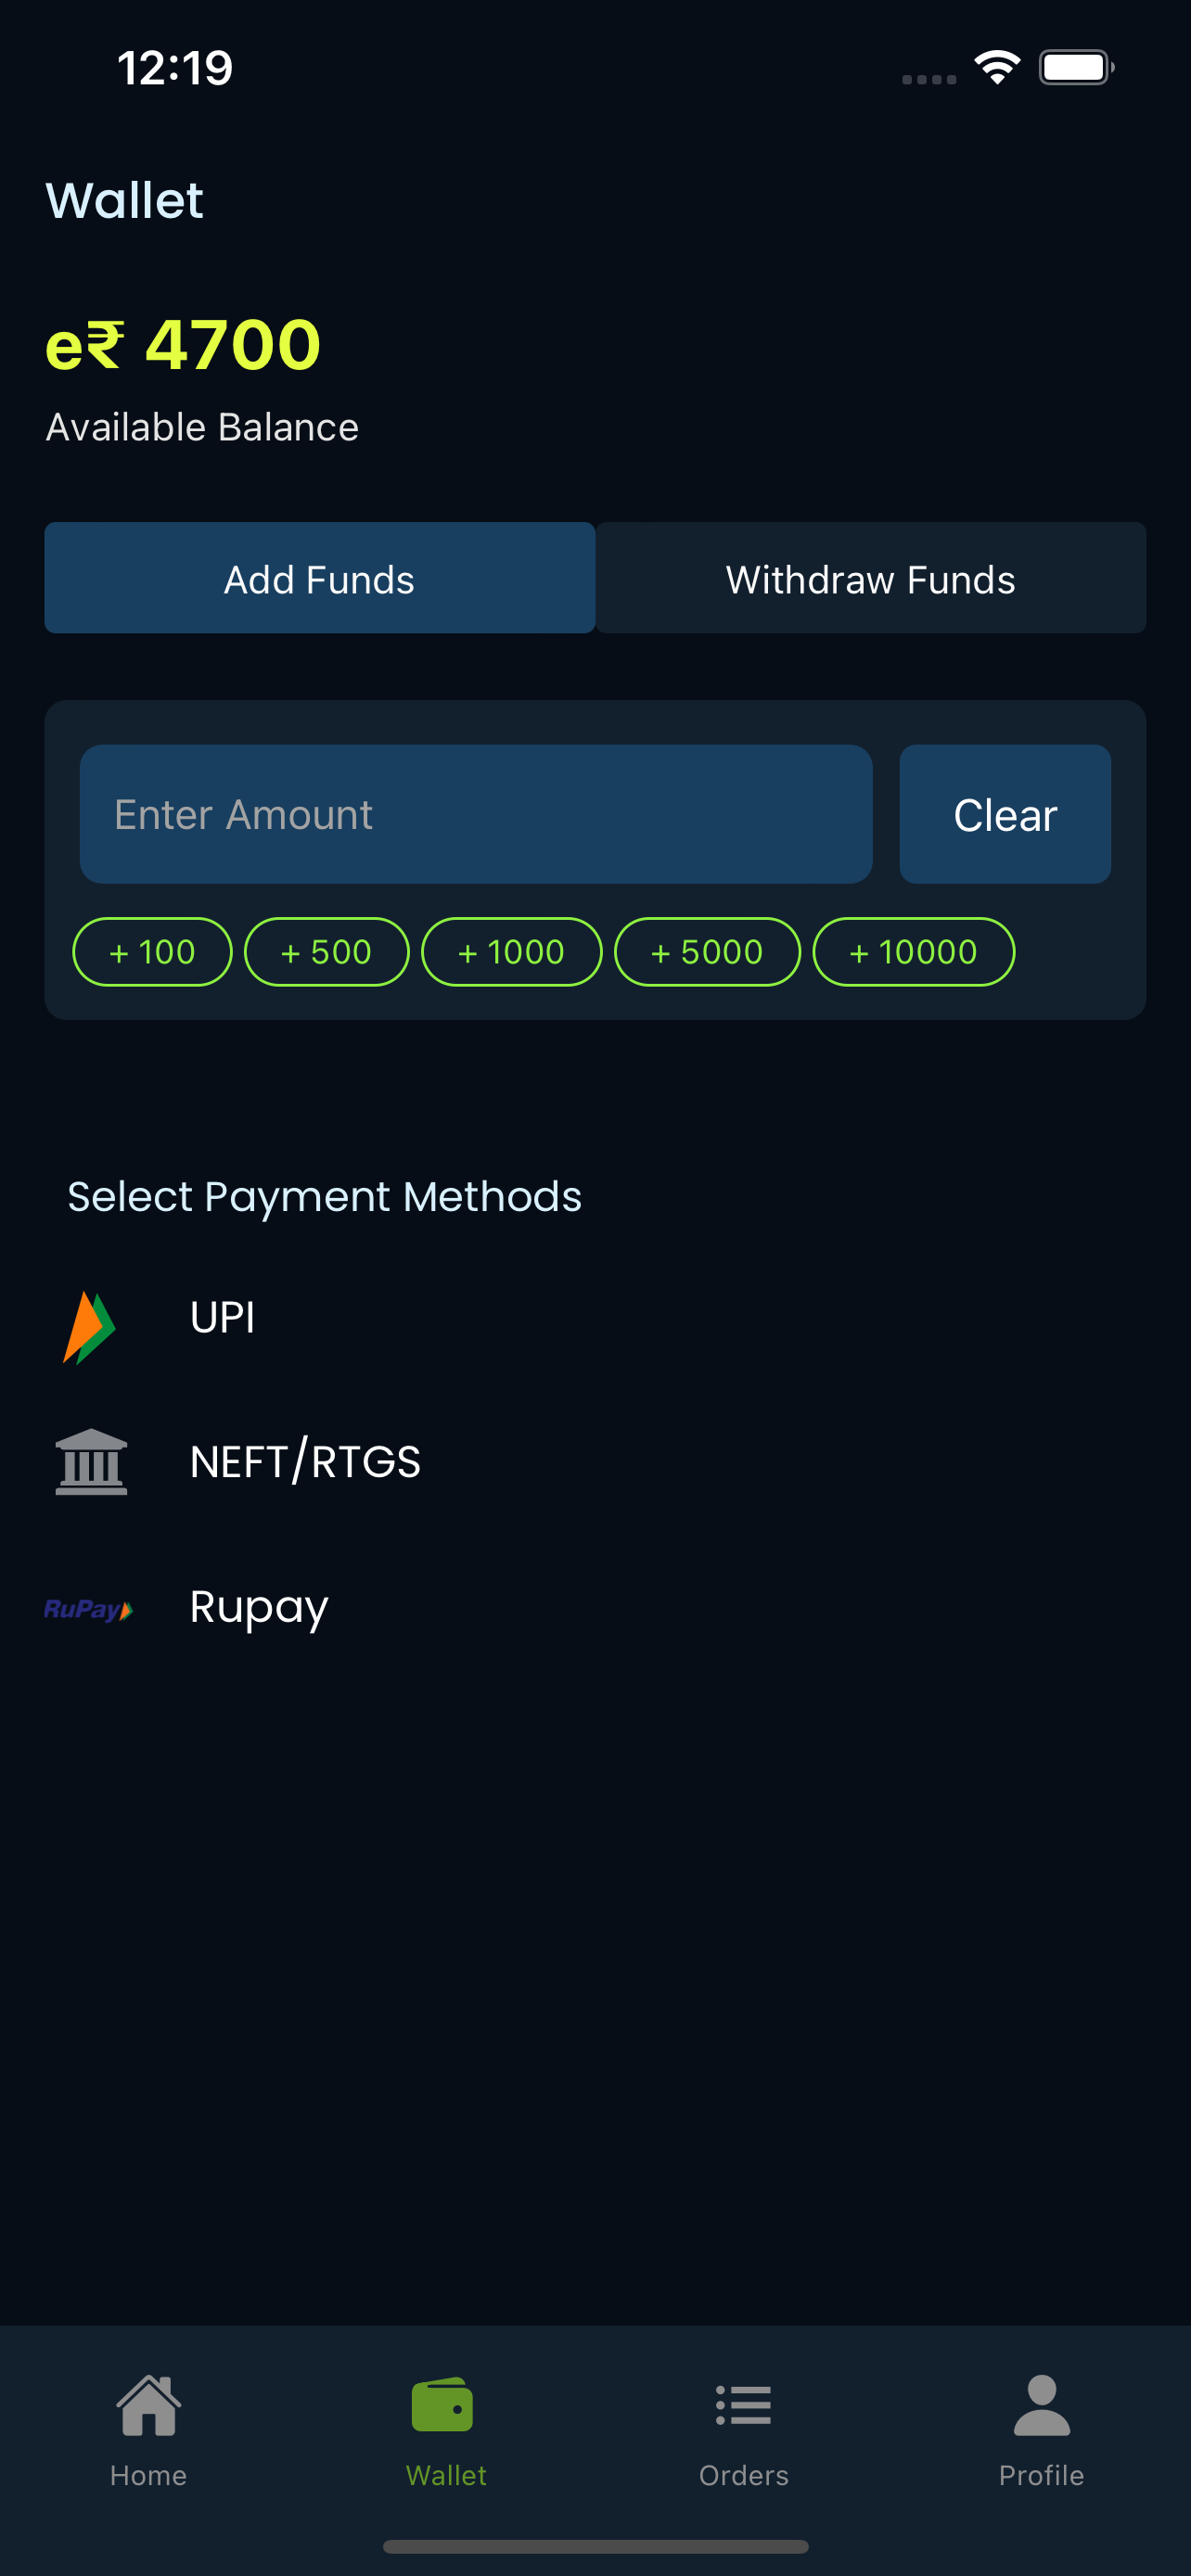 12:19
Wallet
e₹ 4700
Available Balance
Add Funds
Withdraw Funds
Enter Amount
Clear
+ 100
+ 500
+ 1000
+ 5000
+ 10000
Select Payment Methods
UPI
NEFT/RTGS
RuPay
Rupay
Home
Wallet
Orders
Profile